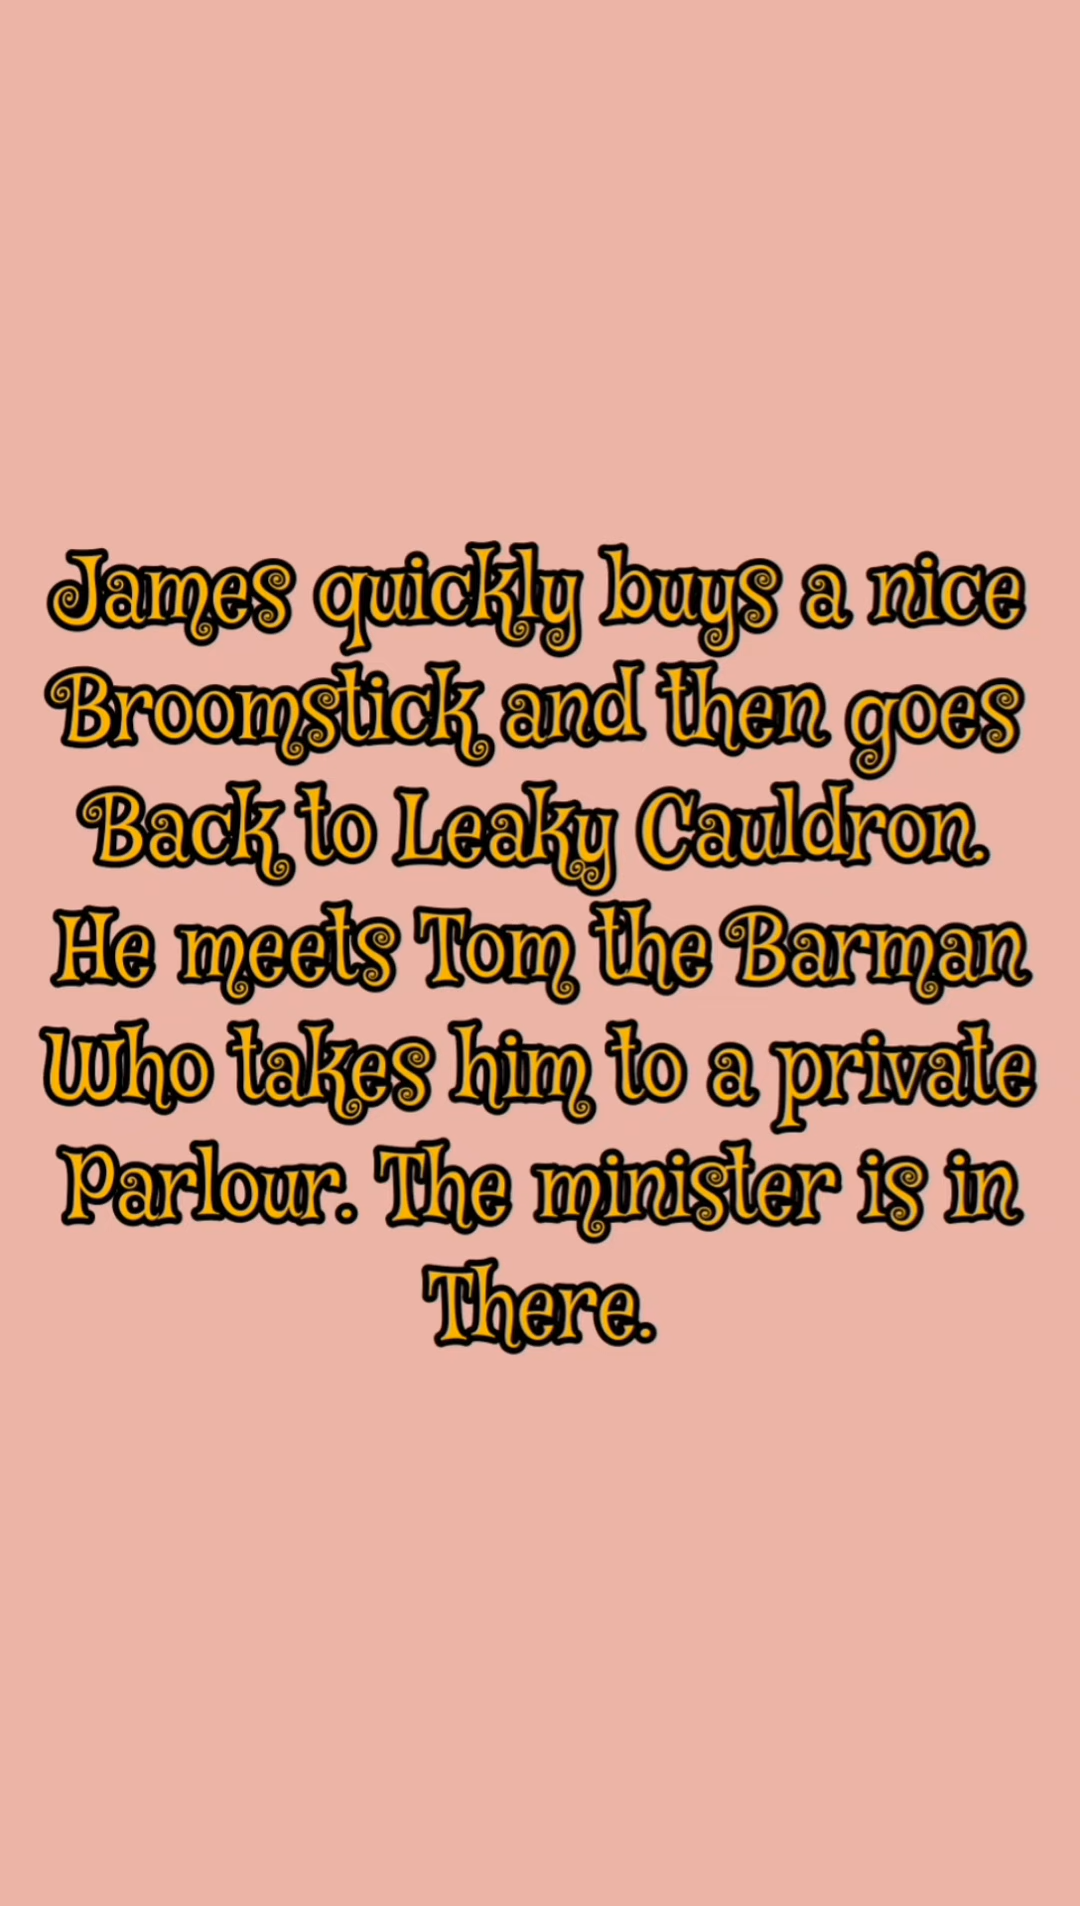 James quickly buys a nice
Broomstick and then goes
Back to Leaky Cauldron.
He meets Tom the Barman
Who takes him to a private
Parlour. The minister is in
There.